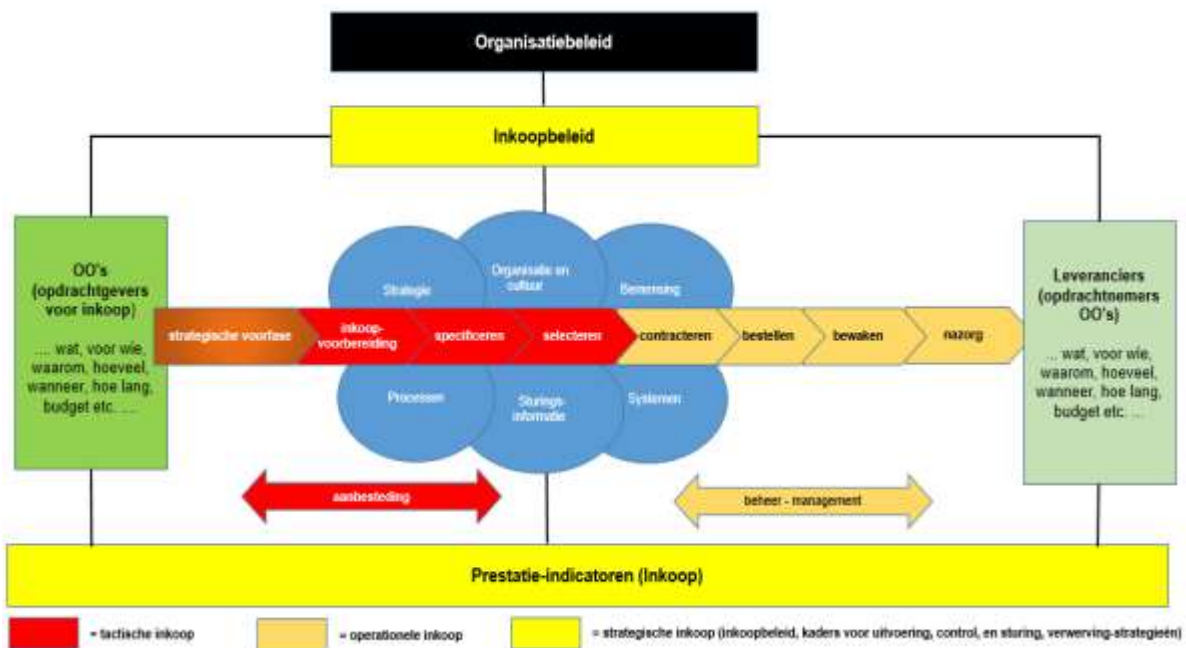 Organisatiebeleid
Inkoopbeleid
OO's
(opdrachtgevers
voor inkoop)
.... wat, voor wie,
waarom, hoeveel,
wanneer, hoe lang,
budget etc. ....
Strategie
Organisatie en
cultuur
Bemensing
strategische voorfase
inkoop-
voorbereiding
specificeren
selecteren
contracteren
bestellen
bewaken
nazorg
Processen
Sturings-
informatie
Systemen
Leveranciers
(opdrachtnemers
OO's)
... wat, voor wie,
waarom, hoeveel,
wanneer, hoe lang,
budget etc. ...
aanbesteding
beheer - management
Prestatie-indicatoren (Inkoop)
= tactische inkoop
= operationele inkoop
= strategische inkoop (inkoopbeleid, kaders voor uitvoering, control, en sturing, verwerving-strategieën)